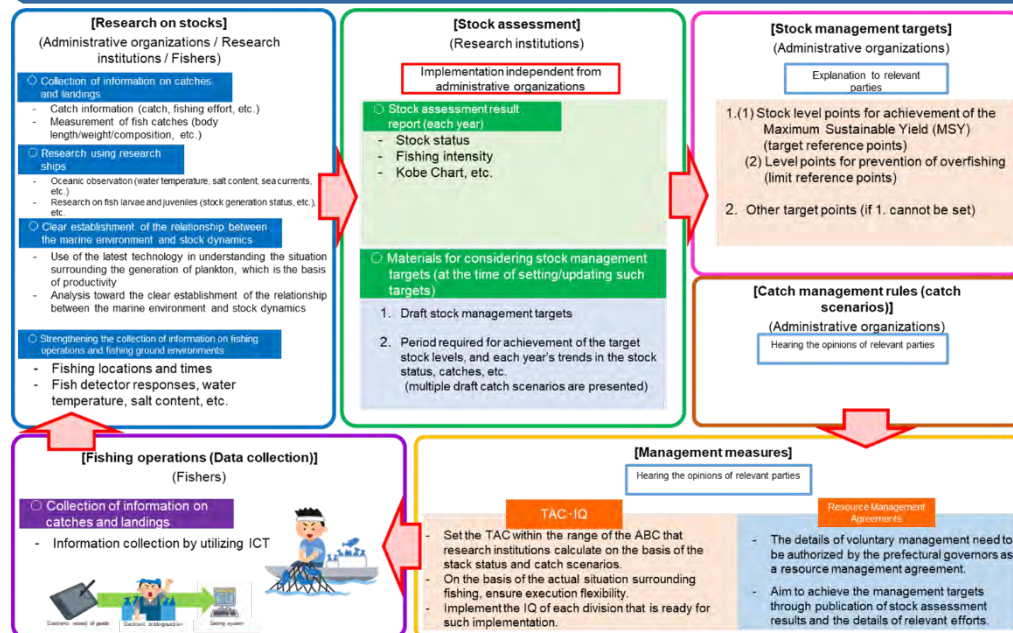 [Research on stocks]
(Administrative organizations / Research
institutions / Fishers)
○ Collection of information on catches
and landings
- Catch information (catch, fishing effort, etc.)
- Measurement of fish catches (body
length/weight/composition, etc.)
○ Research using research
ships
- Oceanic observation (water temperature, salt content, sea currents,
etc.)
- Research on fish larvae and juveniles (stock generation status, etc.),
etc.
○ Clear establishment of the relationship between
the marine environment and stock dynamics
- Use of the latest technology in understanding the situation
surrounding the generation of plankton, which is the basis
of productivity
- Analysis toward the clear establishment of the relationship
between the marine environment and stock dynamics
○ Strengthening the collection of information on fishing
operations and fishing ground environments
- Fishing locations and times
- Fish detector responses, water
temperature, salt content, etc.
[Stock assessment]
(Research institutions)
Implementation independent from
administrative organizations
○ Stock assessment result
report (each year)
- Stock status
- Fishing intensity
- Kobe Chart, etc.
○ Materials for considering stock management
targets (at the time of setting/updating such
targets)
1. Draft stock management targets
2. Period required for achievement of the target
stock levels, and each year's trends in the stock
status, catches, etc.
(multiple draft catch scenarios are presented)
[Stock management targets]
(Administrative organizations)
Explanation to relevant
parties
1.(1) Stock level points for achievement of the
Maximum Sustainable Yield (MSY)
(target reference points)
(2) Level points for prevention of overfishing
(limit reference points)
2. Other target points (if 1. cannot be set)
[Catch management rules (catch
scenarios)]
(Administrative organizations)
Hearing the opinions of relevant parties
[Management measures]
Hearing the opinions of relevant parties
TAC・IQ
- Set the TAC within the range of the ABC that
research institutions calculate on the basis of the
stack status and catch scenarios.
- On the basis of the actual situation surrounding
fishing, ensure execution flexibility.
- Implement the IQ of each division that is ready for
such implementation.
Resource Management
Agreements
- The details of voluntary management need to
be authorized by the prefectural governors as
a resource management agreement.
- Aim to achieve the management targets
through publication of stock assessment
results and the details of relevant efforts.
[Fishing operations (Data collection)]
(Fishers)
○ Collection of information on
catches and landings
- Information collection by utilizing ICT